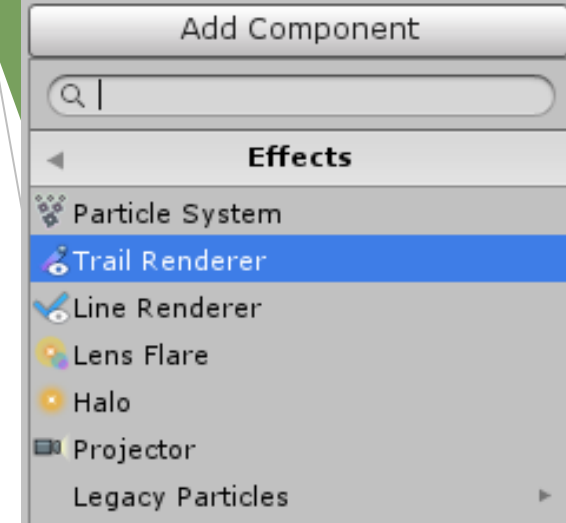 Add Component
Effects
Particle System
Trail Renderer
Line Renderer
Lens Flare
Halo
Projector
Legacy Particles